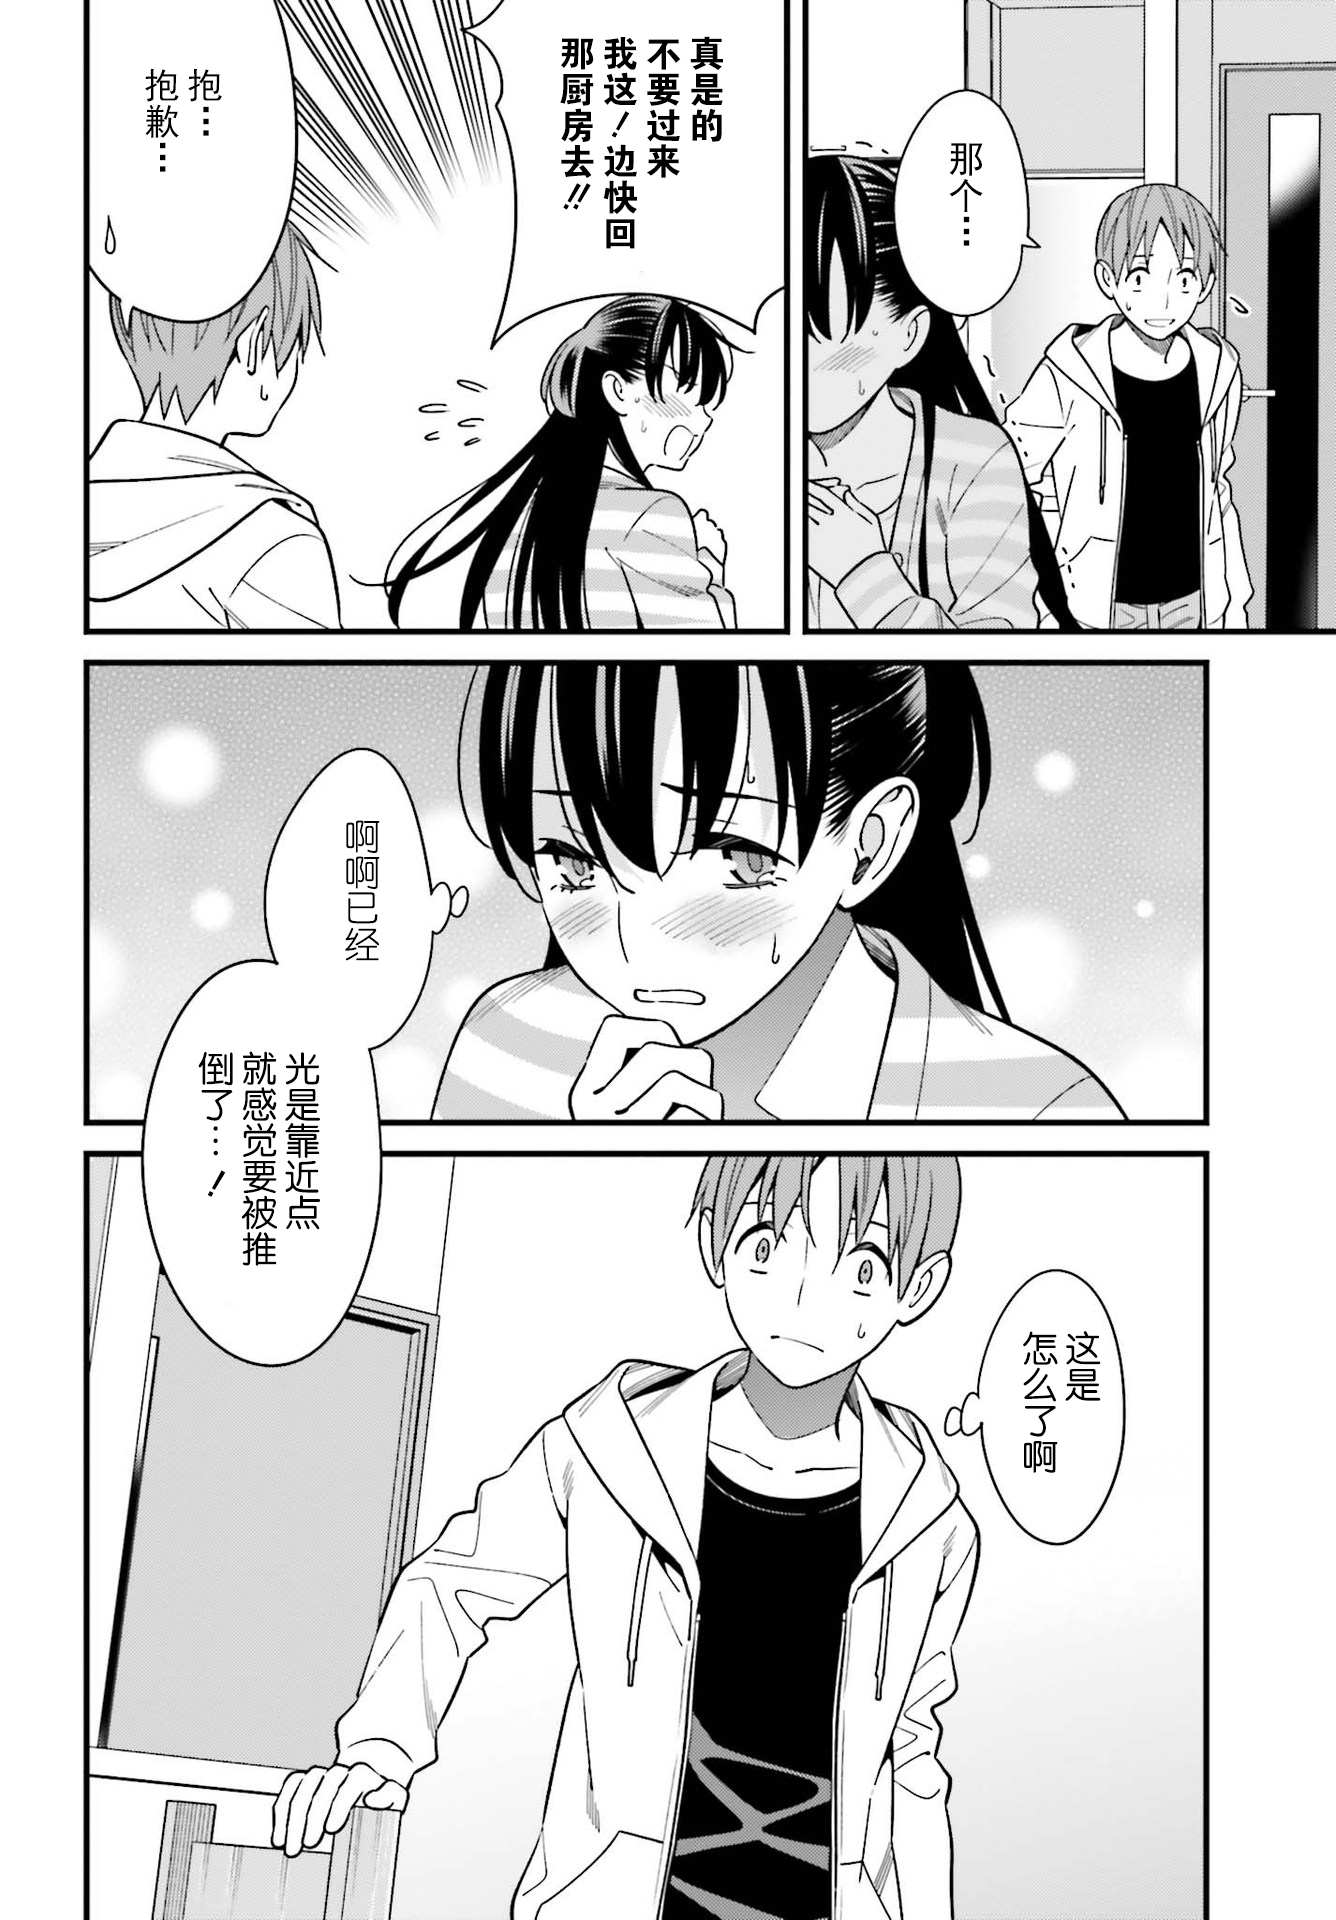 那个…
真是的
不要过来
我这！边快回
那厨房去!!
抱…
抱歉…
啊啊已经
光是靠近点
就感觉要被推
倒了…！
这是
怎么了啊